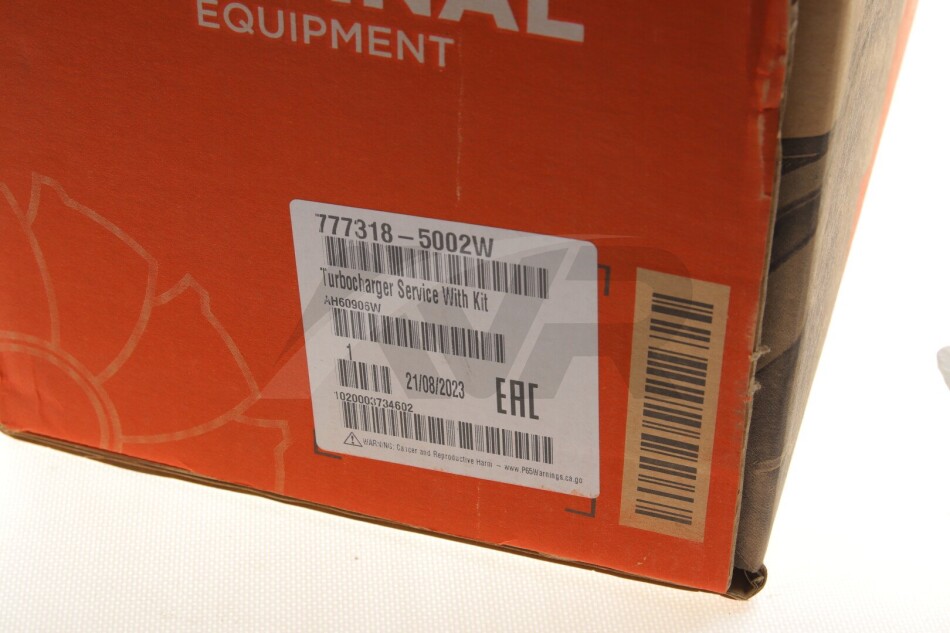 EQUIPMENT
777318-5002W
Turbocharger Service With Kit
AH60906W
1
21/08/2023
EAC
1020003734602
WARNING: Cancer and Reproductive Harm - www.P65Warnings.ca.gov
AVR